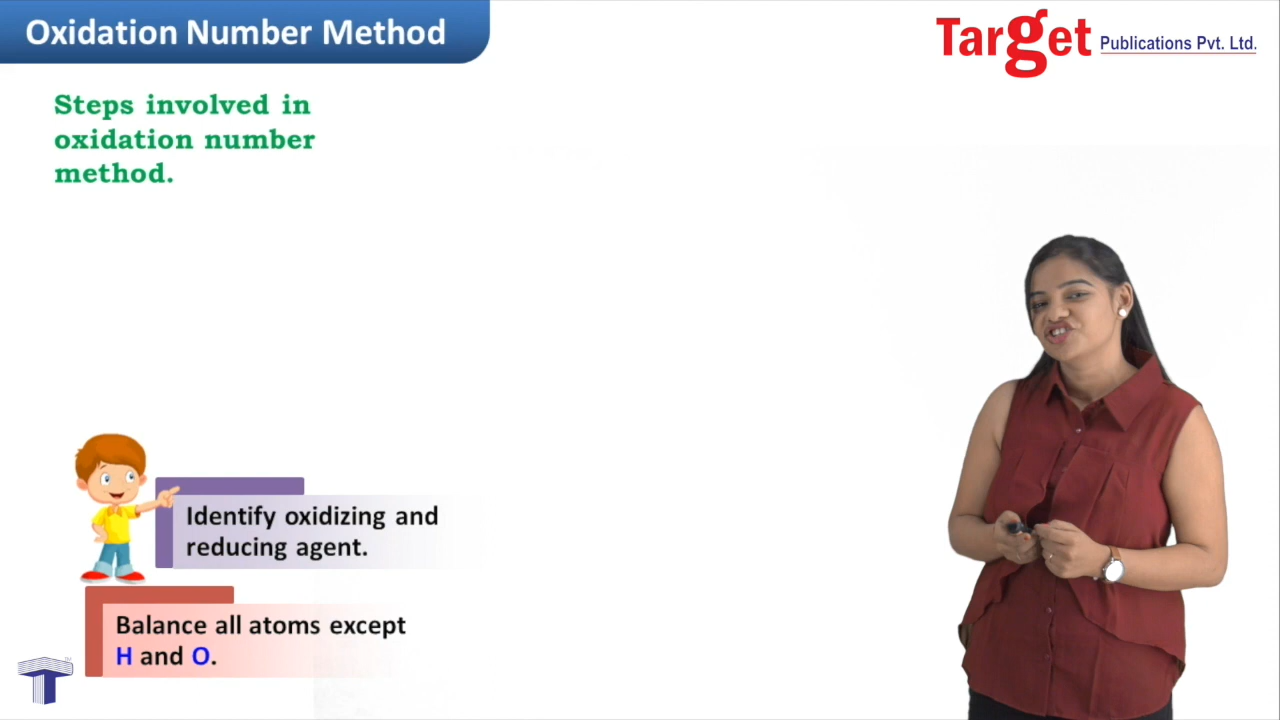 Oxidation Number Method
Target Publications Pvt. Ltd.
Steps involved in
oxidation number
method.
Identify oxidizing and
reducing agent.
Balance all atoms except
H and O.